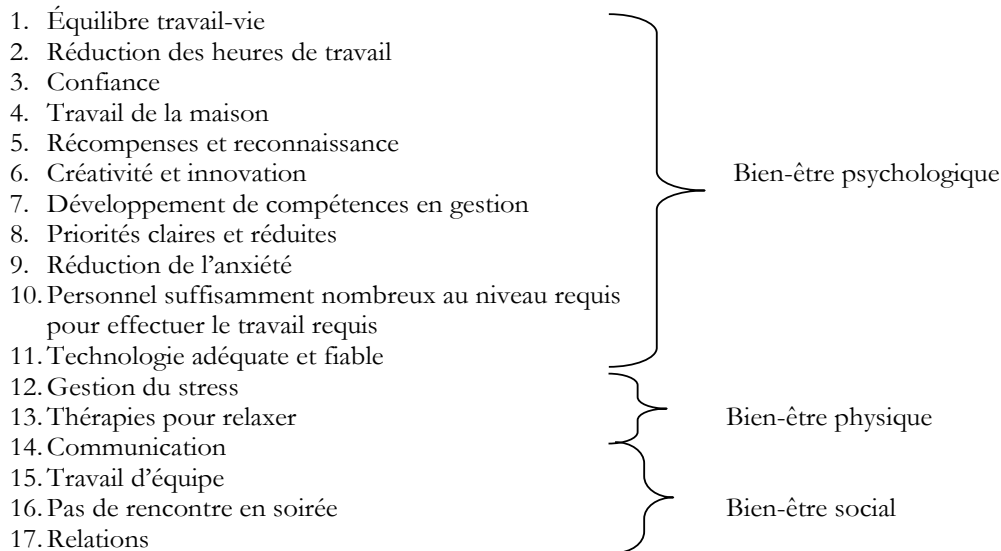 1. Équilibre travail-vie
2. Réduction des heures de travail
3. Confiance
4. Travail de la maison
5. Récompenses et reconnaissance
6. Créativité et innovation
Bien-être psychologique
7. Développement de compétences en gestion
8. Priorités claires et réduites
9. Réduction de l'anxiété
10. Personnel suffisamment nombreux au niveau requis
pour effectuer le travail requis
11. Technologie adéquate et fiable
12. Gestion du stress
13. Thérapies pour relaxer
Bien-être physique
14. Communication
15. Travail d'équipe
16. Pas de rencontre en soirée
Bien-être social
17. Relations